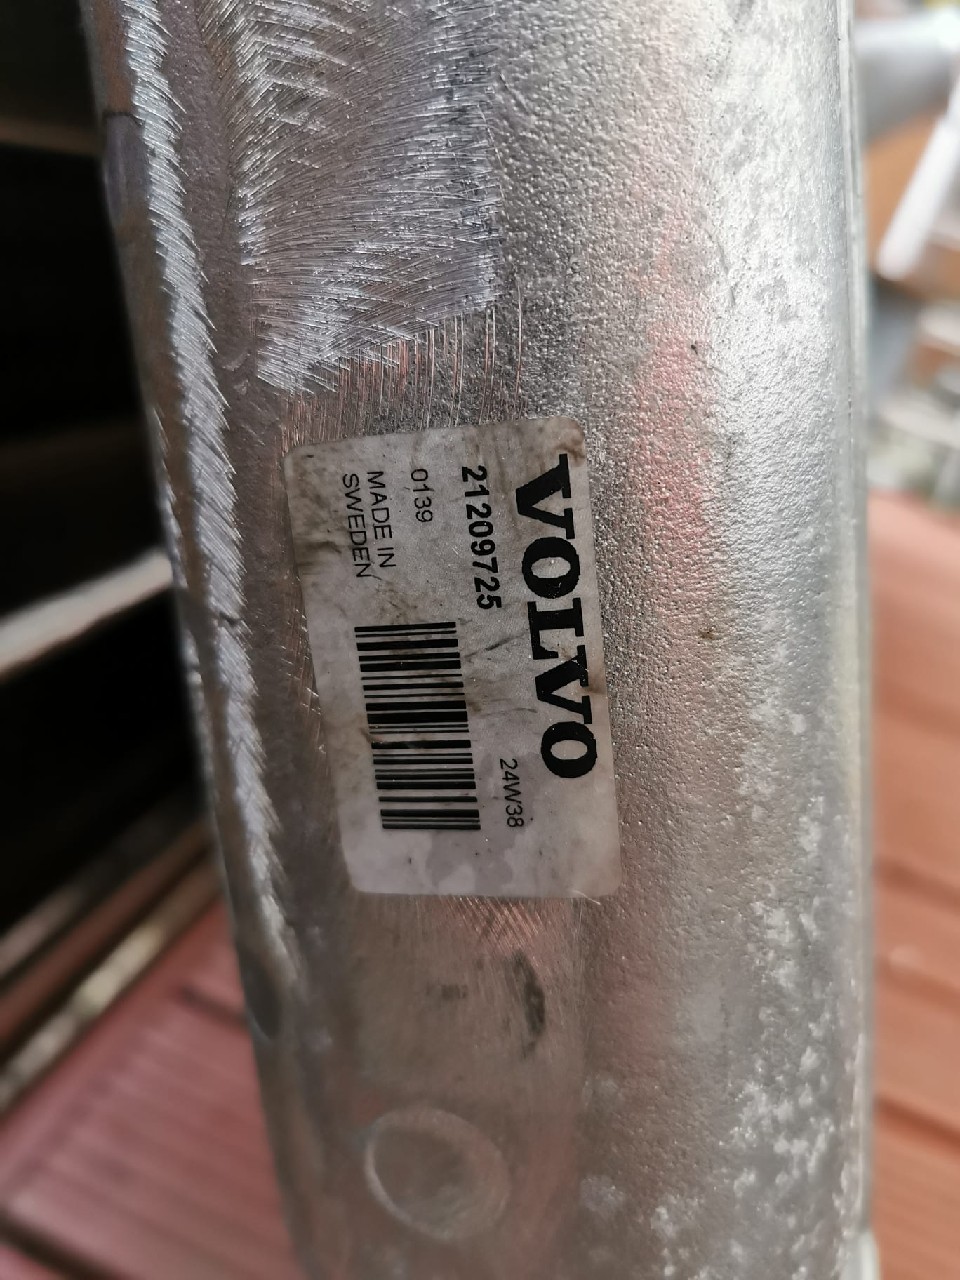 VOLVO
21209725 24W38
0139
MADE IN
SWEDEN